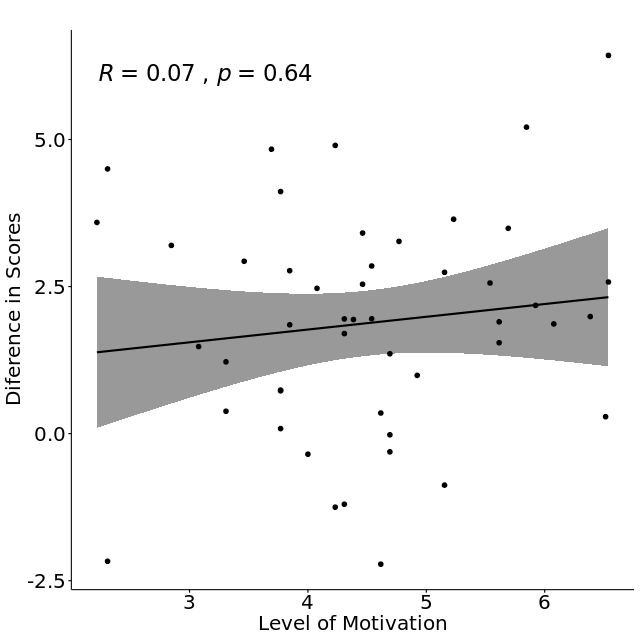 R = 0.07 , p = 0.64
Diference in Scores
5.0
2.5
0.0
-2.5
3 4 5 6
Level of Motivation